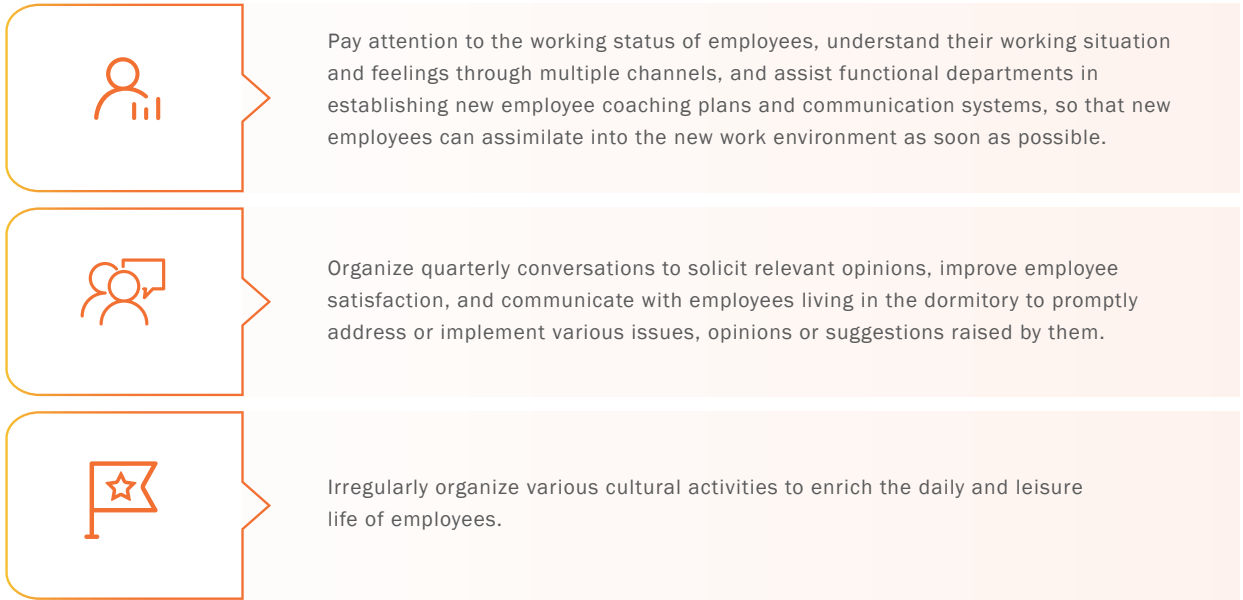 Pay attention to the working status of employees, understand their working situation
and feelings through multiple channels, and assist functional departments in
establishing new employee coaching plans and communication systems, so that new
employees can assimilate into the new work environment as soon as possible.
Organize quarterly conversations to solicit relevant opinions, improve employee
satisfaction, and communicate with employees living in the dormitory to promptly
address or implement various issues, opinions or suggestions raised by them.
Irregularly organize various cultural activities to enrich the daily and leisure
life of employees.